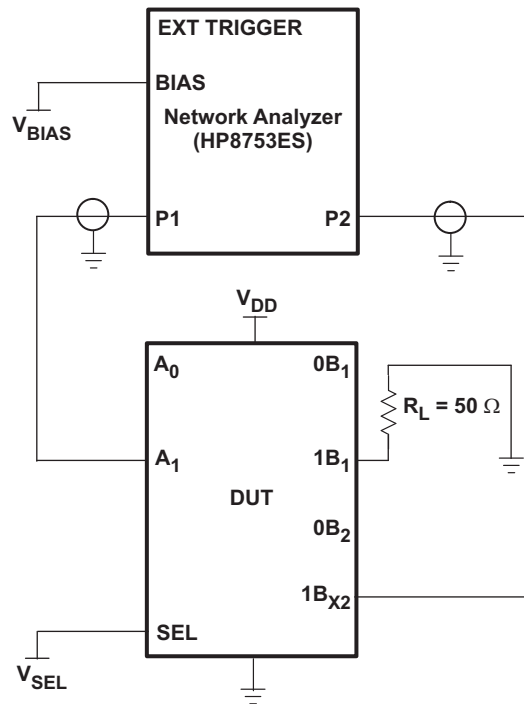 EXT TRIGGER
BIAS
V_BIAS
Network Analyzer
(HP8753ES)
P1
P2
V_DD
A_0
0B_1
R_L = 50 Ω
A_1
1B_1
DUT
0B_2
1B_X2
SEL
V_SEL